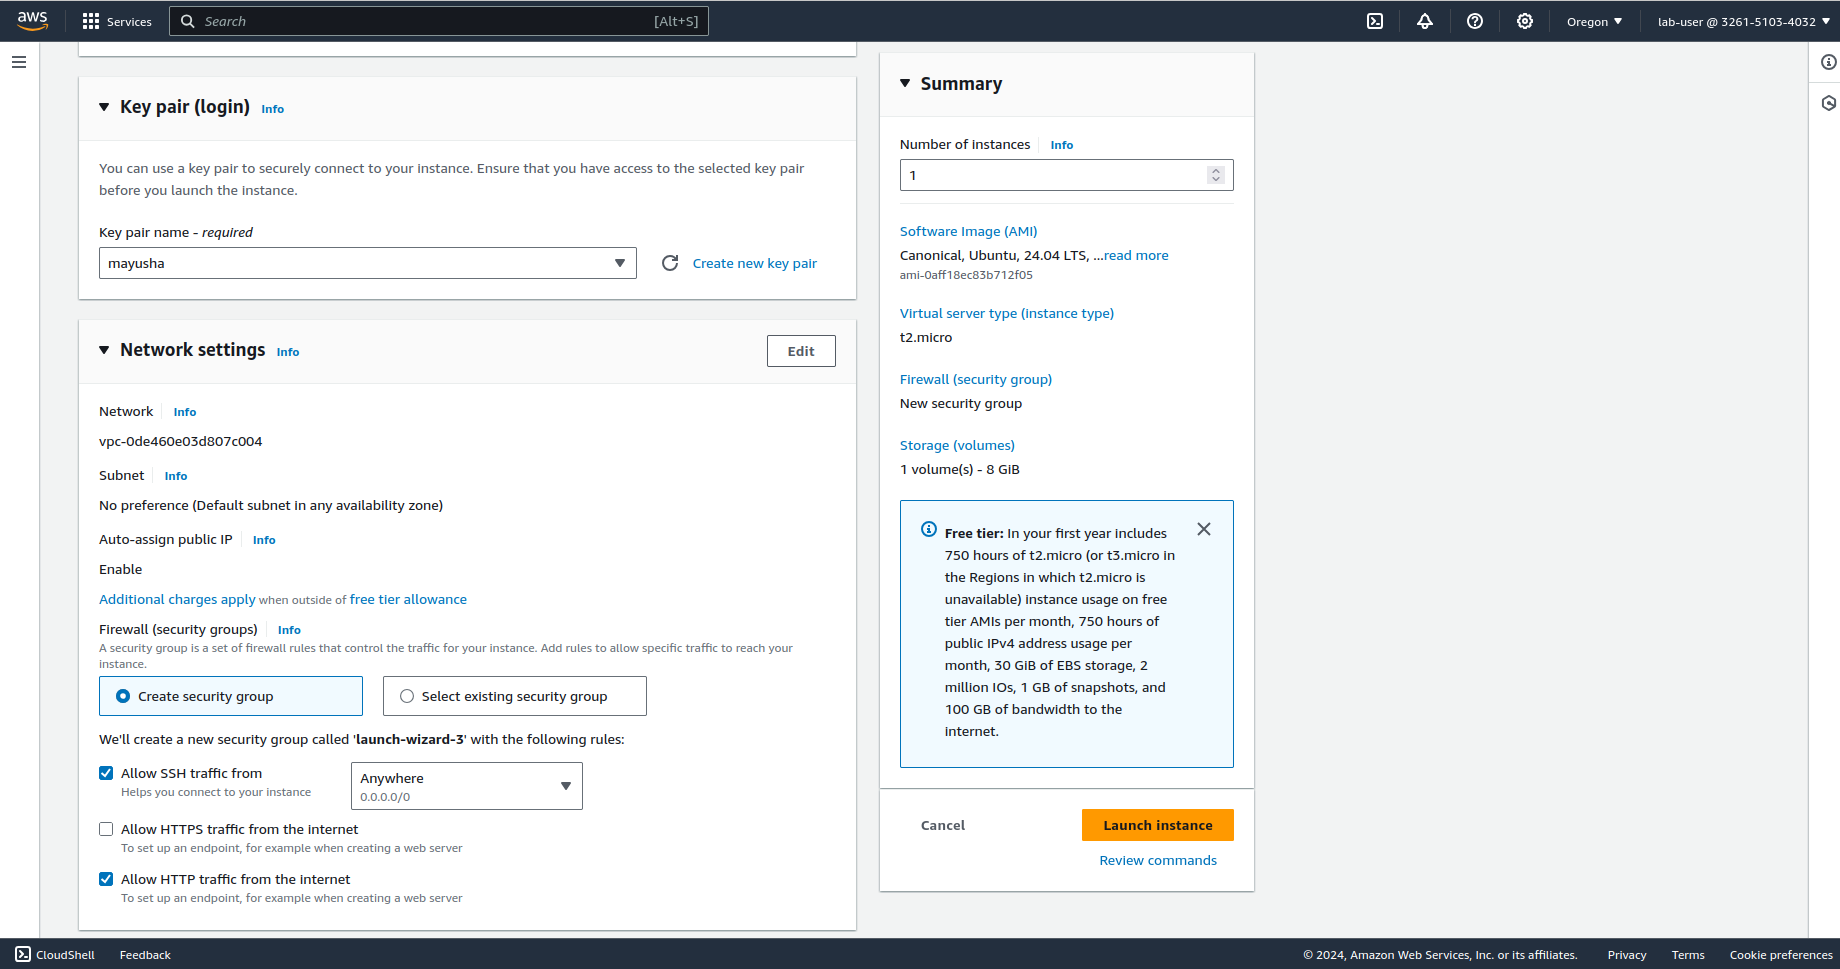 aws
Services
Search [Alt+S]
Oregon
lab-user @ 3261-5103-4032
Key pair (login) Info
You can use a key pair to securely connect to your instance. Ensure that you have access to the selected key pair
before you launch the instance.
Key pair name - required
mayusha
Create new key pair
Network settings Info
Edit
Network Info
vpc-0de460e03d807c004
Subnet Info
No preference (Default subnet in any availability zone)
Auto-assign public IP Info
Enable
Additional charges apply when outside of free tier allowance
Firewall (security groups) Info
A security group is a set of firewall rules that control the traffic for your instance. Add rules to allow specific traffic to reach your
instance.
Create security group
Select existing security group
We'll create a new security group called 'launch-wizard-3' with the following rules:
Allow SSH traffic from
Helps you connect to your instance
Anywhere
0.0.0.0/0
Allow HTTPS traffic from the internet
To set up an endpoint, for example when creating a web server
Allow HTTP traffic from the internet
To set up an endpoint, for example when creating a web server
Summary
Number of instances Info
1
Software Image (AMI)
Canonical, Ubuntu, 24.04 LTS, ...read more
ami-0aff18ec83b712f05
Virtual server type (instance type)
t2.micro
Firewall (security group)
New security group
Storage (volumes)
1 volume(s) - 8 GiB
Free tier: In your first year includes
750 hours of t2.micro (or t3.micro in
the Regions in which t2.micro is
unavailable) instance usage on free
tier AMIs per month, 750 hours of
public IPv4 address usage per
month, 30 GiB of EBS storage, 2
million IOs, 1 GB of snapshots, and
100 GB of bandwidth to the
internet.
Cancel
Launch instance
Review commands
CloudShell
Feedback
© 2024, Amazon Web Services, Inc. or its affiliates.
Privacy
Terms
Cookie preferences